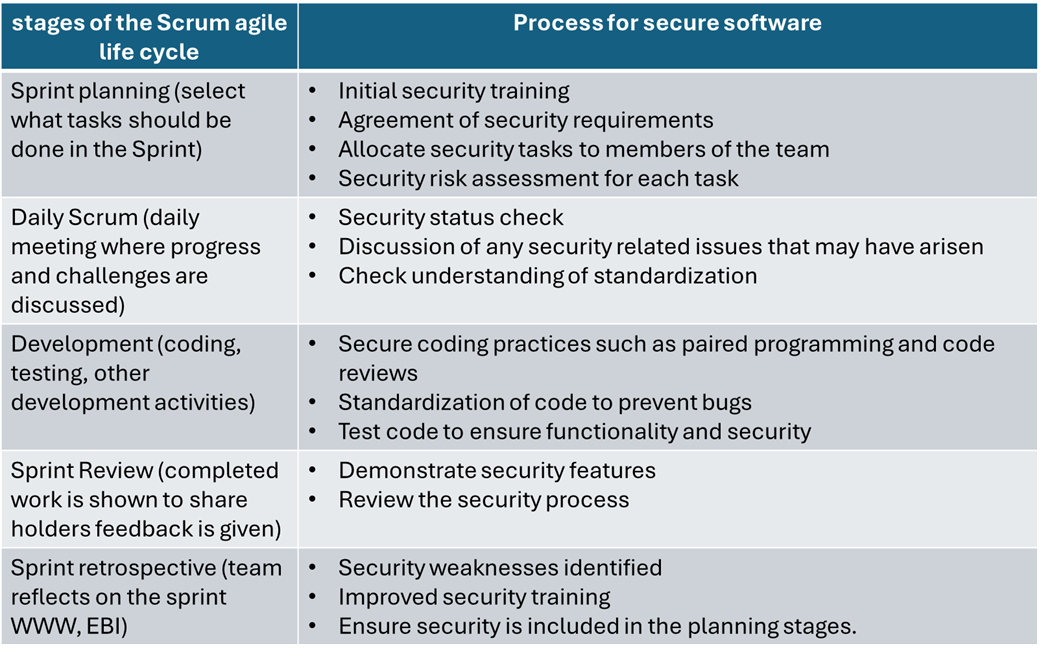 stages of the Scrum agile
life cycle
Process for secure software
Sprint planning (select
what tasks should be
done in the Sprint)
• Initial security training
• Agreement of security requirements
• Allocate security tasks to members of the team
• Security risk assessment for each task
Daily Scrum (daily
meeting where progress
and challenges are
discussed)
• Security status check
• Discussion of any security related issues that may have arisen
• Check understanding of standardization
Development (coding,
testing, other
development activities)
• Secure coding practices such as paired programming and code
reviews
• Standardization of code to prevent bugs
• Test code to ensure functionality and security
Sprint Review (completed
work is shown to share
holders feedback is given)
• Demonstrate security features
• Review the security process
Sprint retrospective (team
reflects on the sprint
WWW, EBI)
• Security weaknesses identified
• Improved security training
• Ensure security is included in the planning stages.